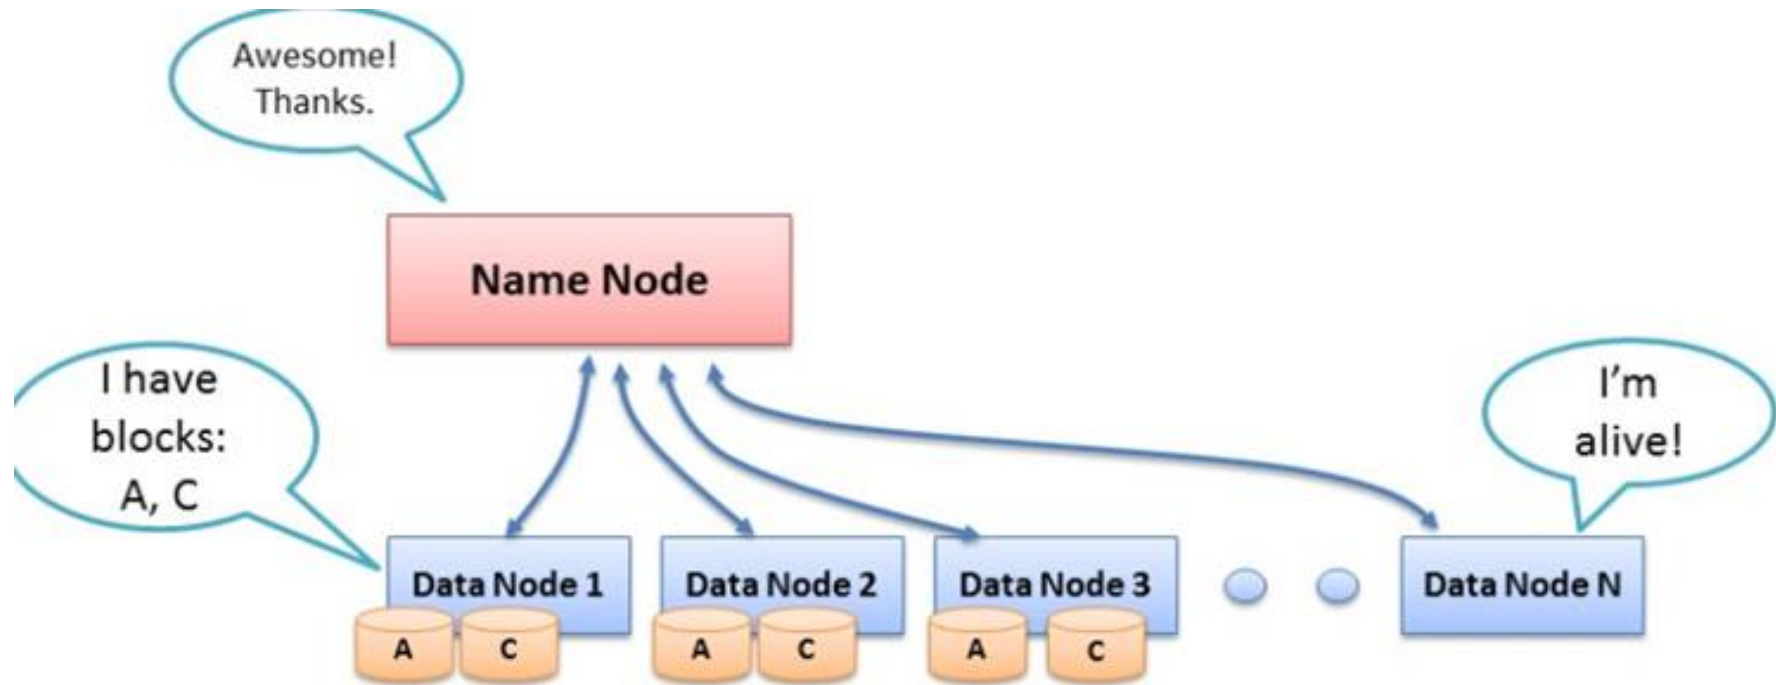 Awesome!
Thanks.
Name Node
I have
blocks:
A, C
I'm
alive!
Data Node 1
Data Node 2
Data Node 3
Data Node N
A
C
A
C
A
C